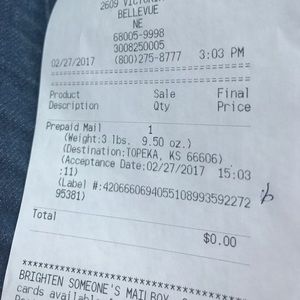 2609 VICTORIA
BELLEVUE
NE
68005-9998
3008250005
02/27/2017 (800)275-8777 3:03 PM
Product Sale Final
Description Qty Price
Prepaid Mail 1
(Weight:3 lbs. 9.50 oz.)
(Destination:TOPEKA, KS 66606)
(Acceptance Date:02/27/2017 15:03
:11)
(Label #:4206660694055108993592272
95381)
Total $0.00
BRIGHTEN SOMEONE'S MAILBOX.
cards available